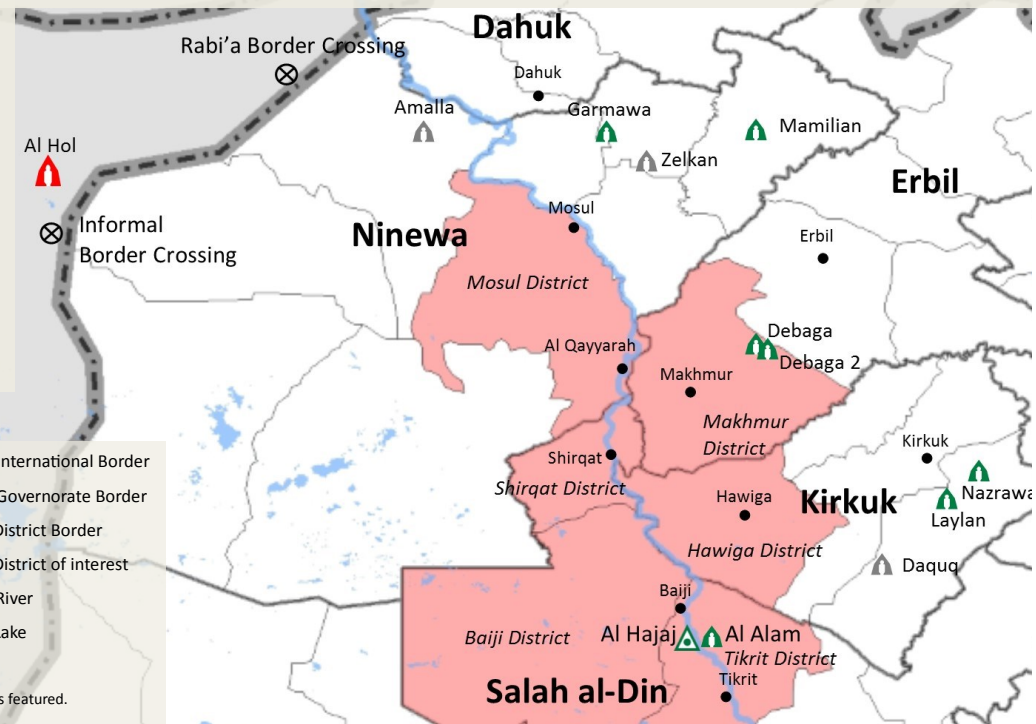 Dahuk
Rabi'a Border Crossing
Dahuk
Amalla
Garmawa
Mamilian
Al Hol
Zelkan
Erbil
Mosul
Informal
Border Crossing
Ninewa
Erbil
Mosul District
Debaga
Al Qayyarah
Debaga 2
Makhmur
Makhmur
District
Kirkuk
Shirqat
International Border
Shirqat District
Hawiga
Kirkuk
Nazrawa
Governorate Border
Laylan
District Border
Hawiga District
District of interest
Daquq
River
Baiji
Lake
Baiji District
Al Hajaj
Al Alam
Tikrit District
Tikrit
Salah al-Din
s featured.